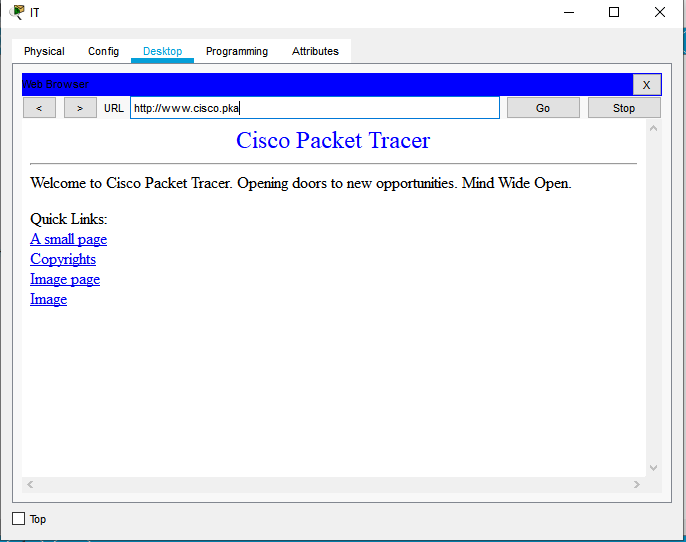 IT
Physical Config Desktop Programming Attributes
Web Browser X
< > URL http://www.cisco.pka Go Stop
Cisco Packet Tracer
Welcome to Cisco Packet Tracer. Opening doors to new opportunities. Mind Wide Open.
Quick Links:
A small page
Copyrights
Image page
Image
Top